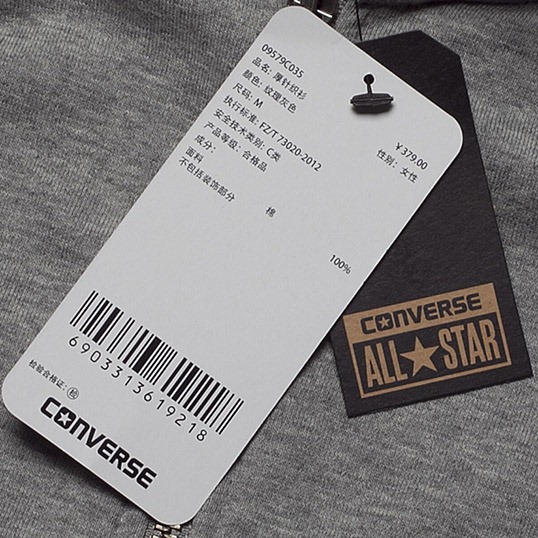 09579C035
品名: 厚针织衫
颜色: 纹理灰色
尺码: M
执行标准: FZ/T73020-2012
安全技术类别: C类
产品等级: 合格品
成分:
面料
不包括装饰部分
棉
100%
￥379.00
性别: 女性
6903313619218
检验合格证: 检
CONVERSE
CONVERSE
ALL★STAR